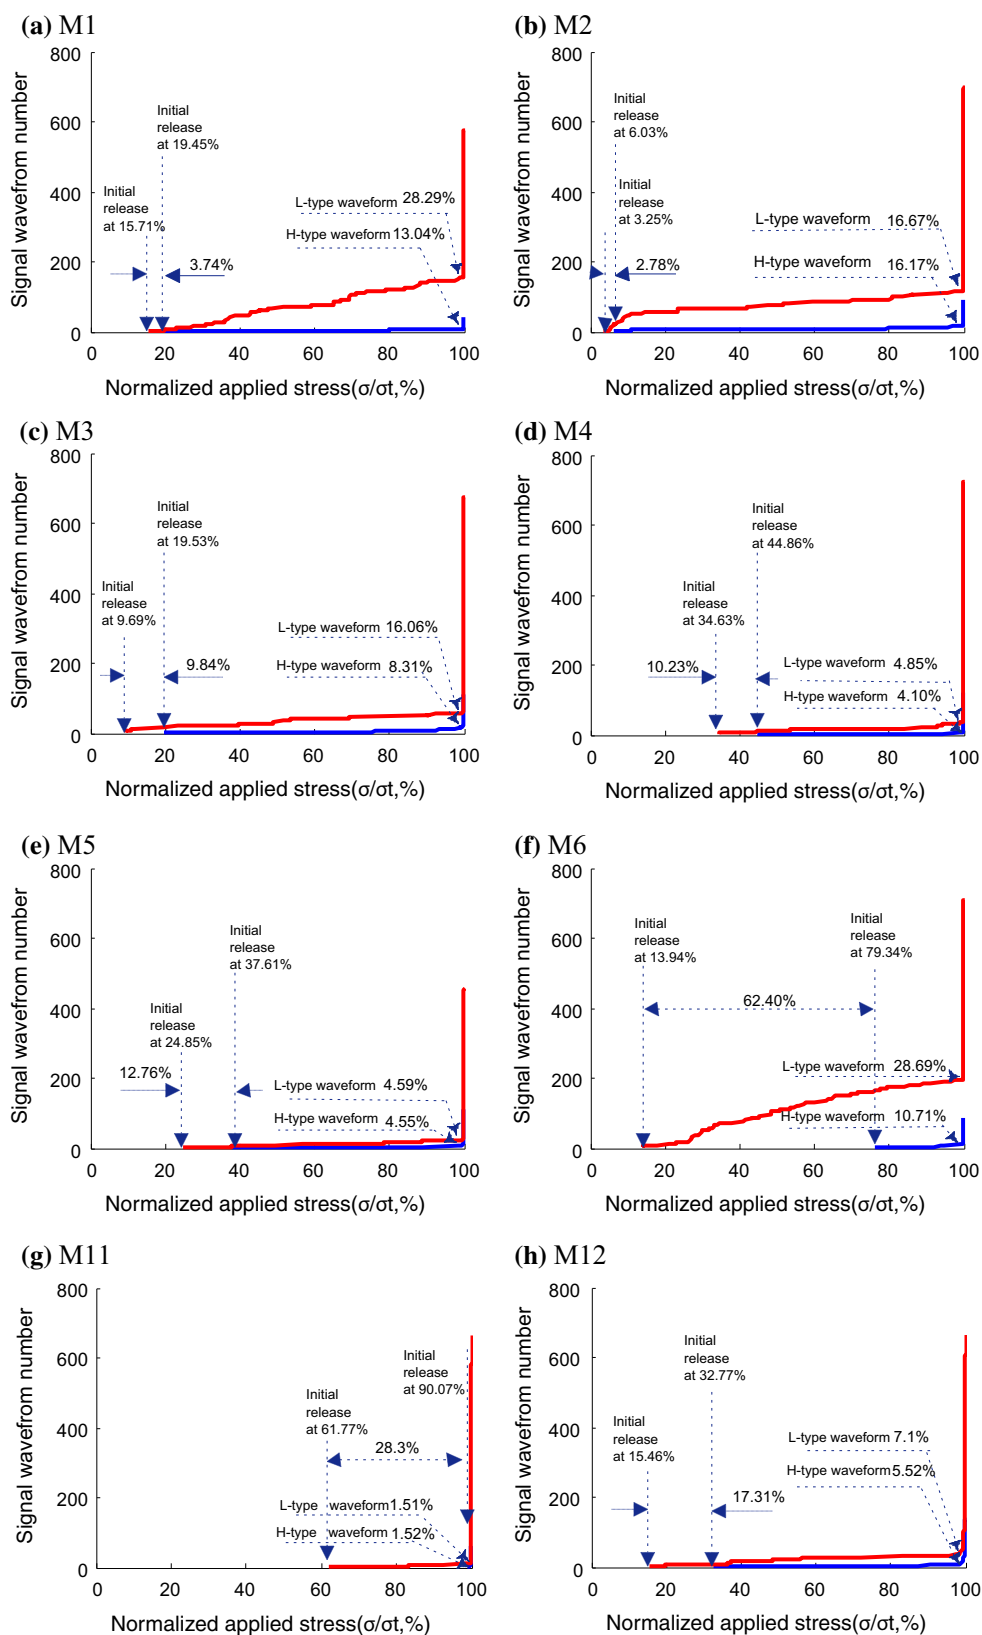 (a) M1
Signal wavefrom number
800
600
400
200
0
0 20 40 60 80 100
Normalized applied stress(σ/σt,%)
Initial
release
at 19.45%
Initial
release
at 15.71%
3.74%
L-type waveform 28.29%
H-type waveform 13.04%
(b) M2
Signal wavefrom number
800
600
400
200
0
0 20 40 60 80 100
Normalized applied stress(σ/σt,%)
Initial
release
at 6.03%
Initial
release
at 3.25%
2.78%
L-type waveform 16.67%
H-type waveform 16.17%
(c) M3
Signal wavefrom number
800
600
400
200
0
0 20 40 60 80 100
Normalized applied stress(σ/σt,%)
Initial
release
at 19.53%
Initial
release
at 9.69%
9.84%
L-type waveform 16.06%
H-type waveform 8.31%
(d) M4
Signal wavefrom number
800
600
400
200
0
0 20 40 60 80 100
Normalized applied stress(σ/σt,%)
Initial
release
at 44.86%
Initial
release
at 34.63%
10.23%
L-type waveform 4.85%
H-type waveform 4.10%
(e) M5
Signal wavefrom number
800
600
400
200
0
0 20 40 60 80 100
Normalized applied stress(σ/σt,%)
Initial
release
at 37.61%
Initial
release
at 24.85%
12.76%
L-type waveform 4.59%
H-type waveform 4.55%
(f) M6
Signal wavefrom number
800
600
400
200
0
0 20 40 60 80 100
Normalized applied stress(σ/σt,%)
Initial
release
at 13.94%
Initial
release
at 79.34%
62.40%
L-type waveform 28.69%
H-type waveform 10.71%
(g) M11
Signal wavefrom number
800
600
400
200
0
0 20 40 60 80 100
Normalized applied stress(σ/σt,%)
Initial
release
at 90.07%
Initial
release
at 61.77%
28.3%
L-type waveform 1.51%
H-type waveform 1.52%
(h) M12
Signal wavefrom number
800
600
400
200
0
0 20 40 60 80 100
Normalized applied stress(σ/σt,%)
Initial
release
at 32.77%
Initial
release
at 15.46%
17.31%
L-type waveform 7.1%
H-type waveform 5.52%